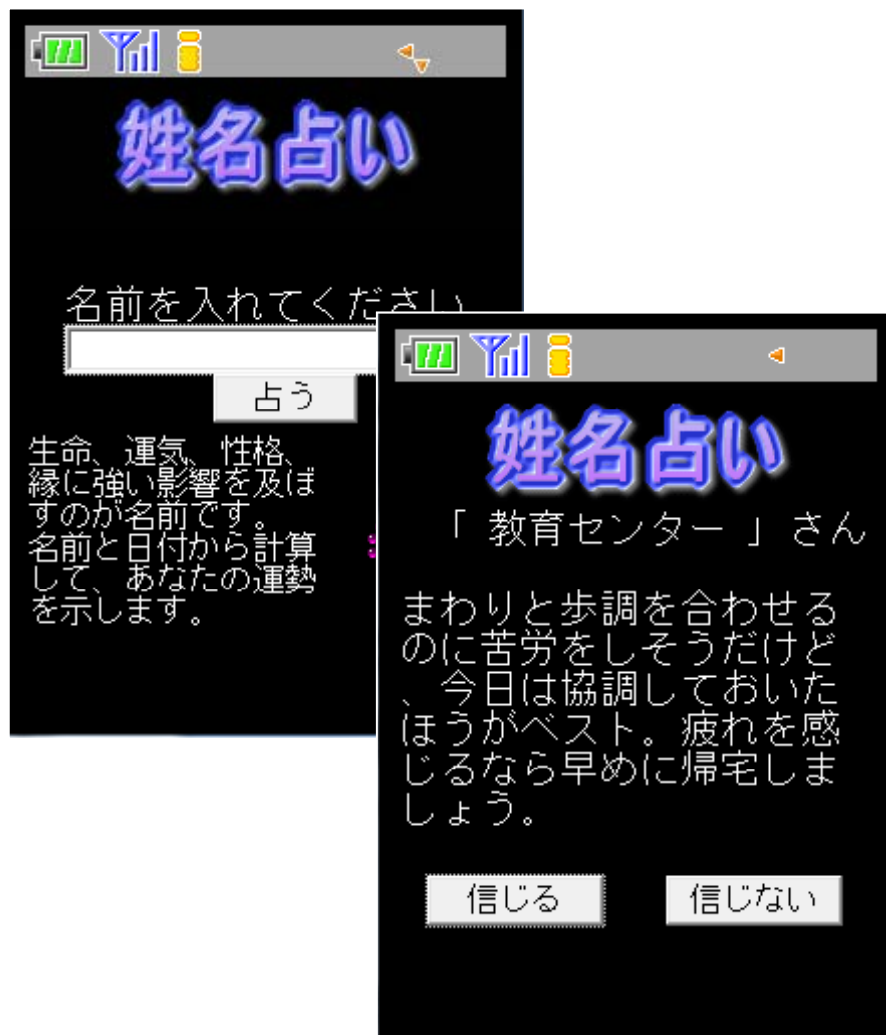 姓名占い
名前を入れてください
占う
生命、運気、性格、
縁に強い影響を及ぼ
すのが名前です。
名前と日付から計算
して、あなたの運勢
を示します。
姓名占い
「 教育センター 」さん
まわりと歩調を合わせる
のに苦労をしそうだけど
、今日は協調しておいた
ほうがベスト。疲れを感
じるなら早めに帰宅しま
しょう。
信じる
信じない